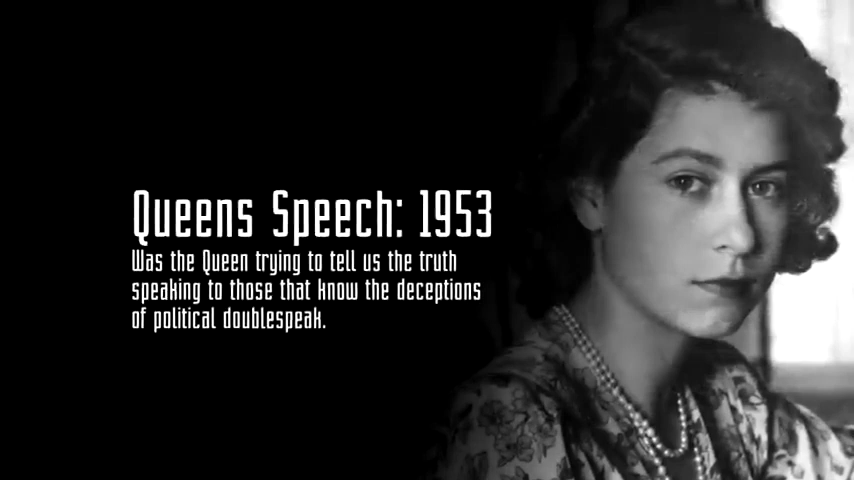 Queens Speech: 1953
Was the Queen trying to tell us the truth
speaking to those that know the deceptions
of political doublespeak.